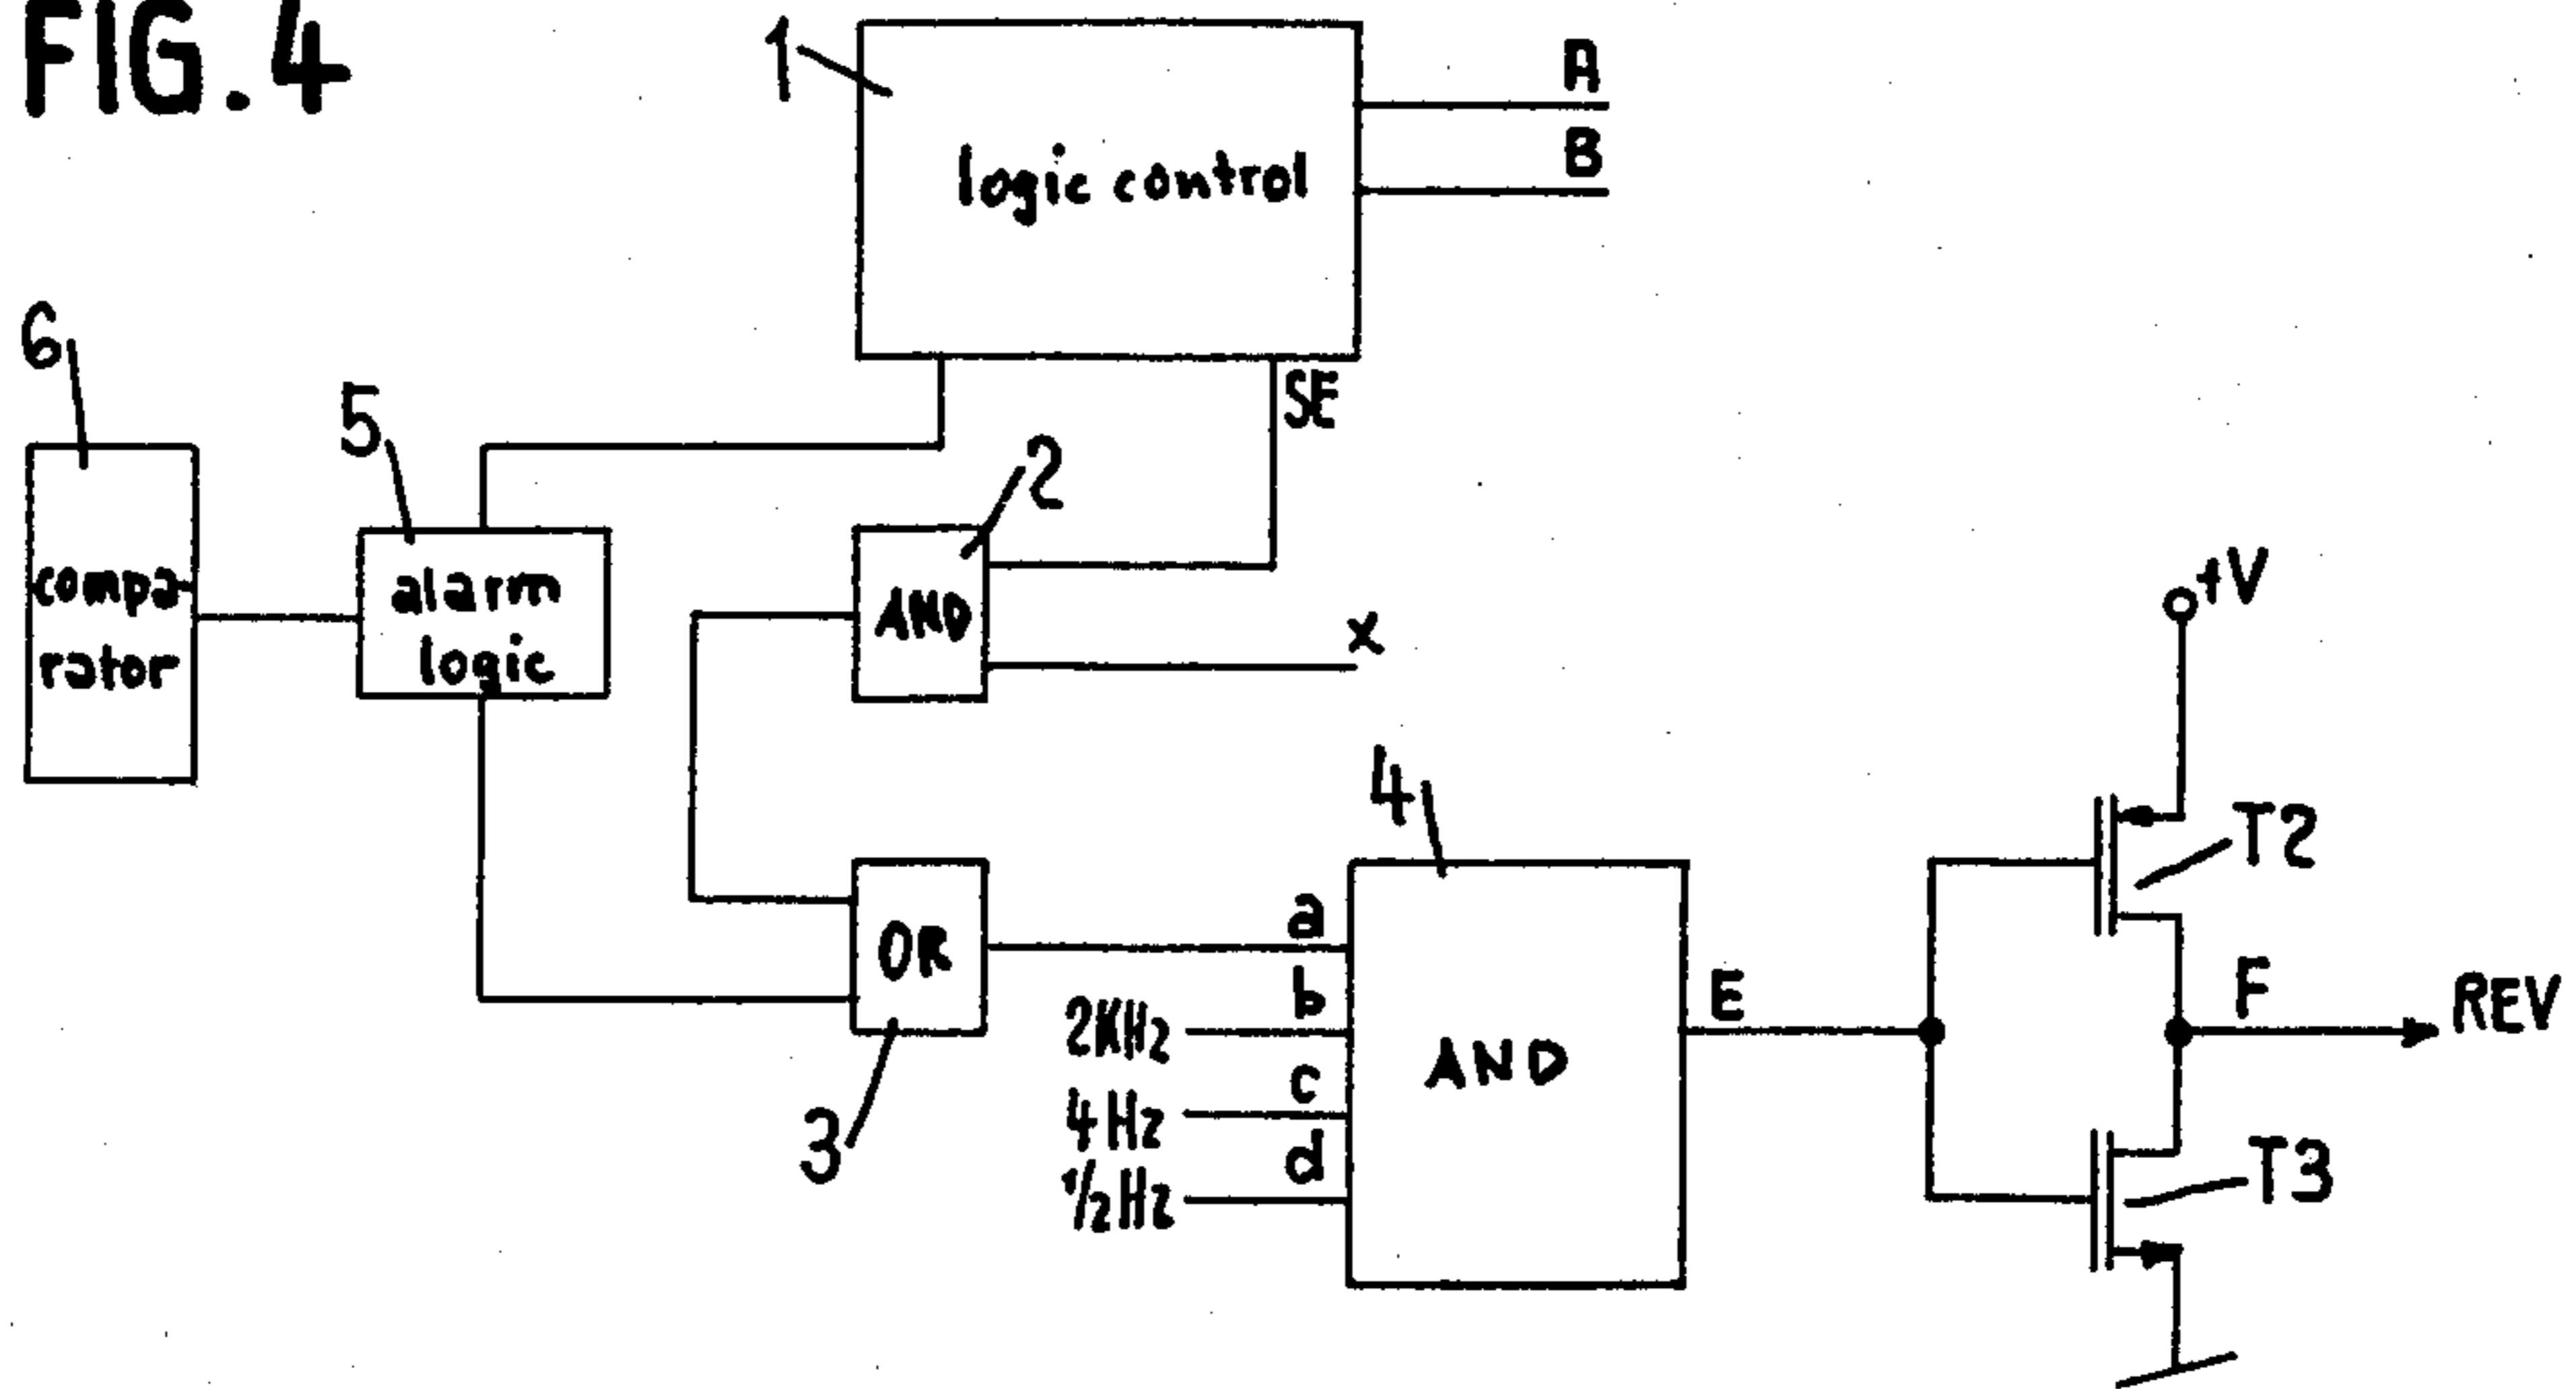 FIG. 4
1
logic control
A
B
SE
6
compa-
rator
5
alarm
logic
2
AND
x
+V
OR
3
4
AND
a
b
c
d
2KHz
4Hz
1/2Hz
E
T2
F
REV
T3